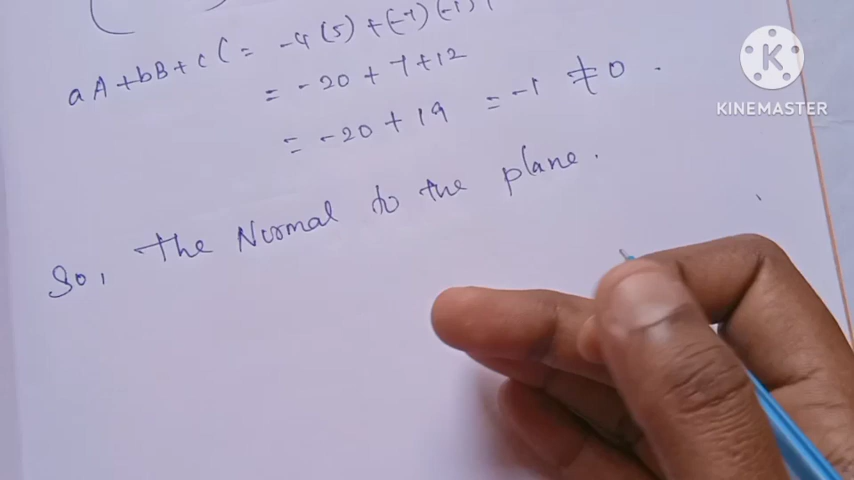 aA+bB+cC = -4(5)+(-7)(-1)+
= -20+7+12
= -20+19 = -1 ≠0.
So, The Normal to the plane.
K
KINEMASTER